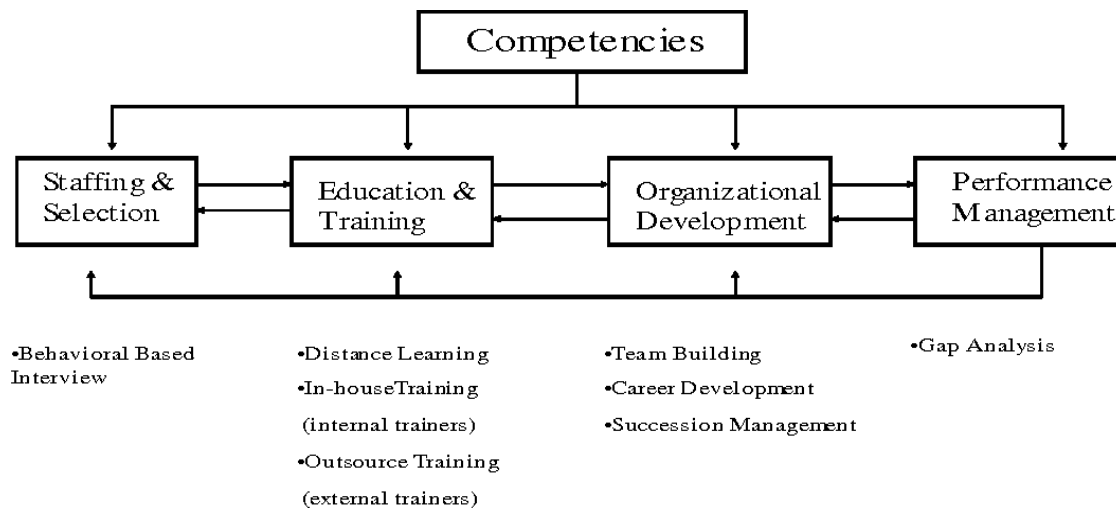 Competencies
Staffing &
Selection
Education &
Training
Organizational
Development
Performance
Management
•Behavioral Based
Interview
•Distance Learning
•In-houseTraining
(internal trainers)
•Outsource Training
(external trainers)
•Team Building
•Career Development
•Succession Management
•Gap Analysis